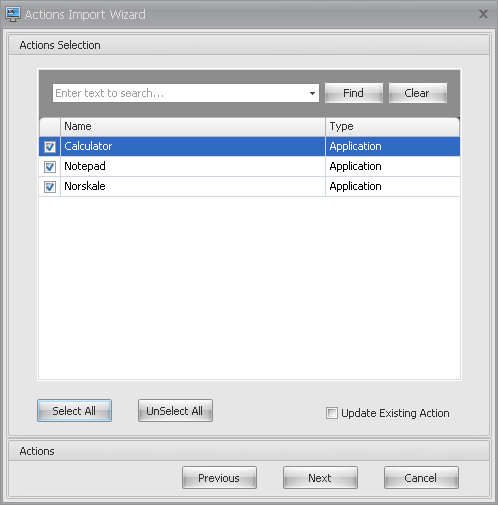 Actions Import Wizard
Actions Selection
Enter text to search... Find Clear
Name Type
Calculator Application
Notepad Application
Norskale Application
Select All UnSelect All Update Existing Action
Actions
Previous Next Cancel